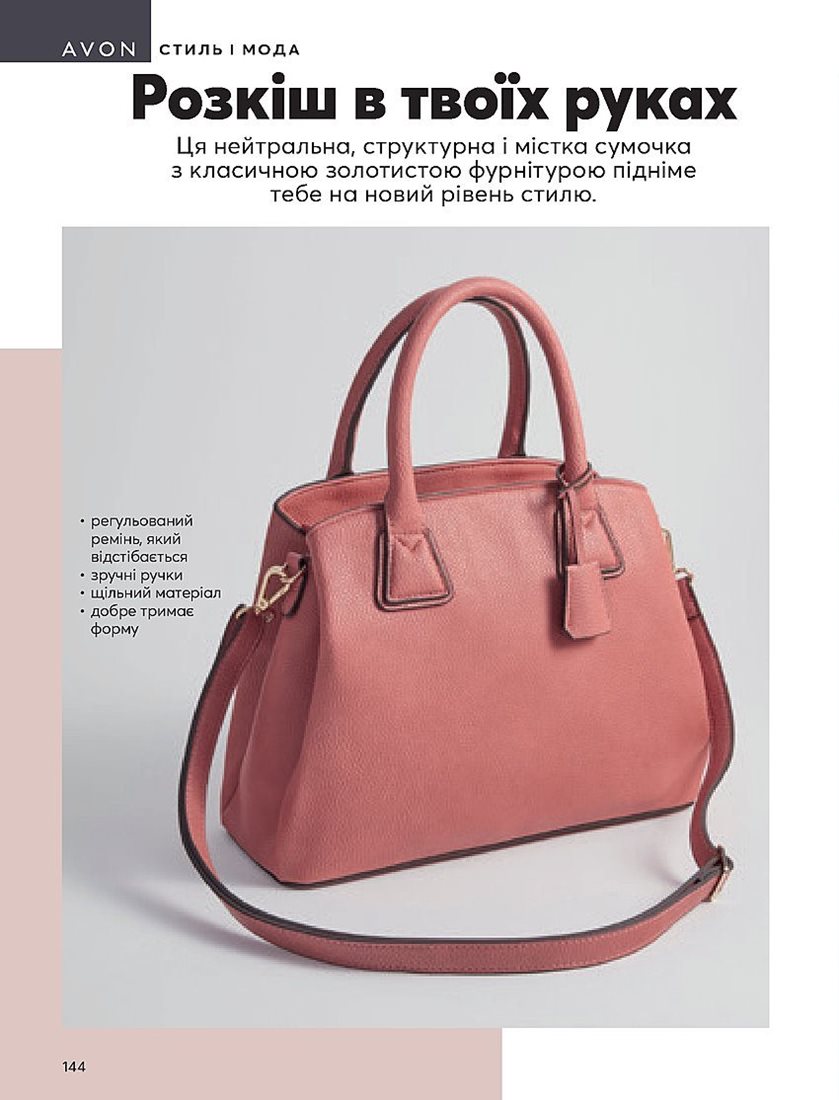 AVON СТИЛЬ І МОДА
Розкіш в твоїх руках
Ця нейтральна, структурна і містка сумочка
з класичною золотистою фурнітурою підніме
тебе на новий рівень стилю.
• регульований
ремінь, який
відстібається
• зручні ручки
• щільний матеріал
• добре тримає
форму
144